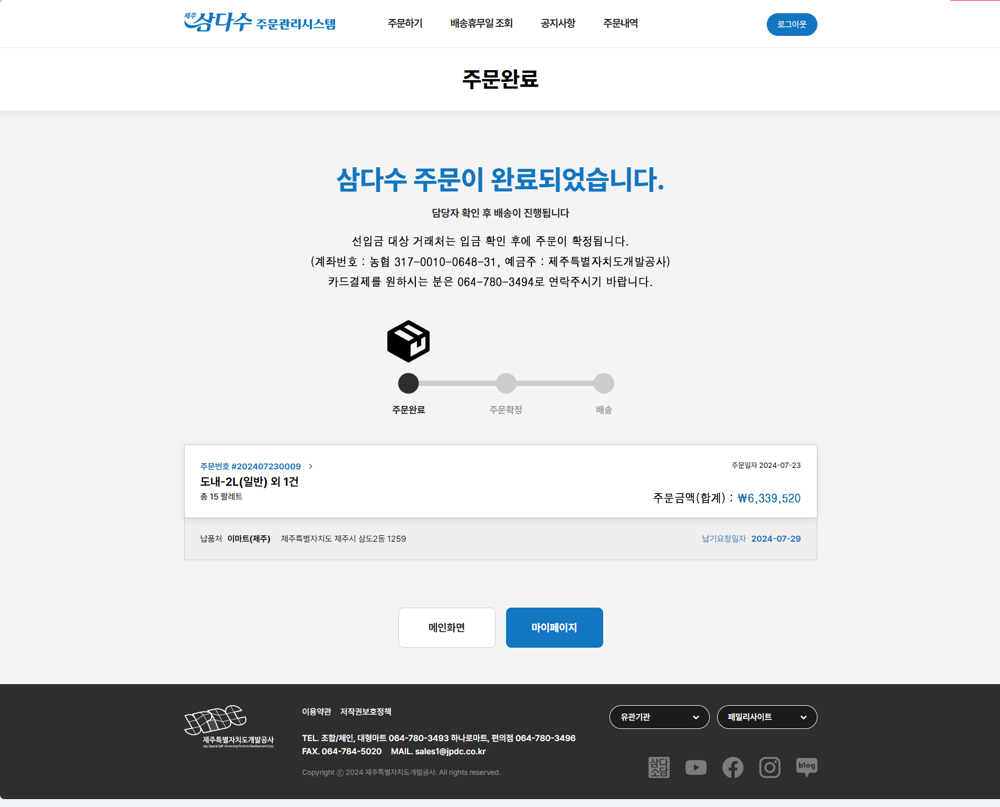 제주삼다수 주문관리시스템
주문하기 배송휴무일 조회 공지사항 주문내역
로그아웃
주문완료
삼다수 주문이 완료되었습니다.
담당자 확인 후 배송이 진행됩니다
선입금 대상 거래처는 입금 확인 후에 주문이 확정됩니다.
(계좌번호 : 농협 317-0010-0648-31, 예금주 : 제주특별자치도개발공사)
카드결제를 원하시는 분은 064-780-3494로 연락주시기 바랍니다.
주문완료 주문확정 배송
주문번호 #202407230009 >
주문일자 2024-07-23
도내-2L(일반) 외 1건
총 15 팔레트
주문금액(합계) : ₩6,339,520
납품처 이마트(제주) 제주특별자치도 제주시 삼도2동 1259
납기요청일자 2024-07-29
메인화면 마이페이지
JPDC
제주특별자치도개발공사
Jeju Special Self-Governing Province Development Corp.
이용약관 저작권보호정책
TEL. 조합/체인, 대형마트 064-780-3493 하나로마트, 편의점 064-780-3496
FAX. 064-784-5020 MAIL. sales1@jpdc.co.kr
Copyright ⓒ 2024 제주특별자치도개발공사. All rights reserved.
유관기관 패밀리사이트
삼다
소담
blog